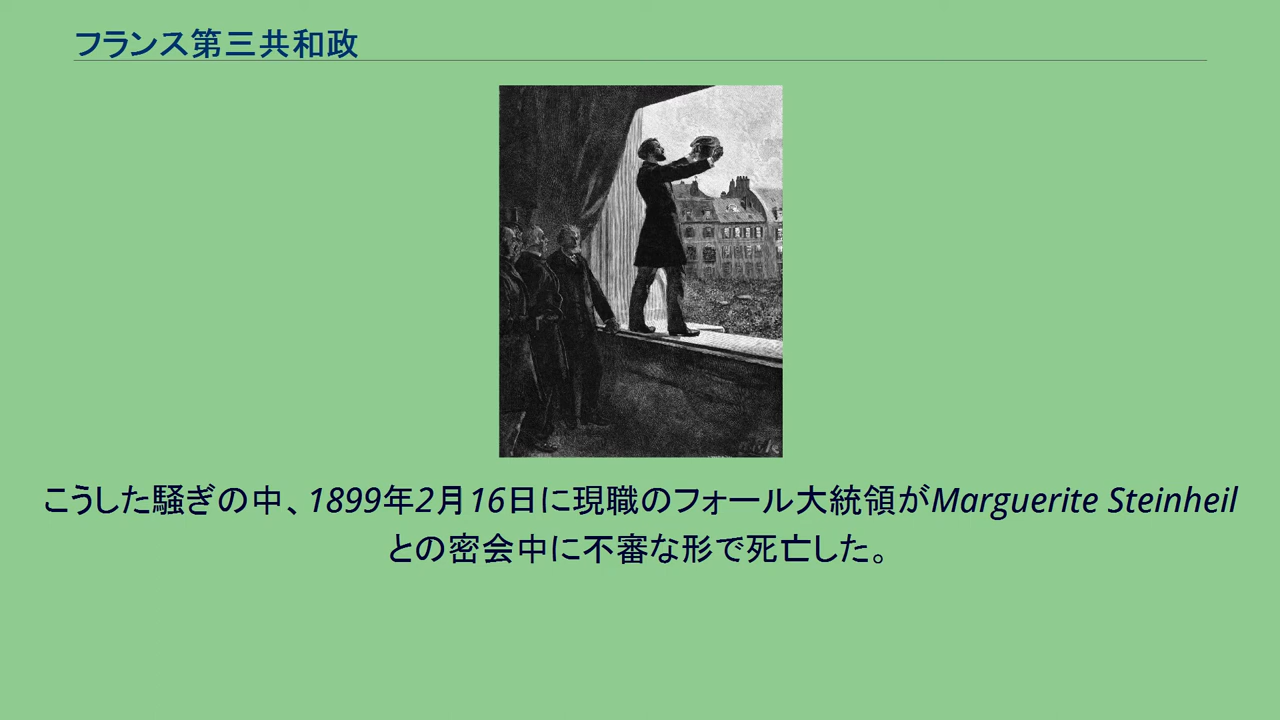 フランス第三共和政
こうした騒ぎの中、1899年2月16日に現職のフォール大統領がMarguerite Steinheil
との密会中に不審な形で死亡した。